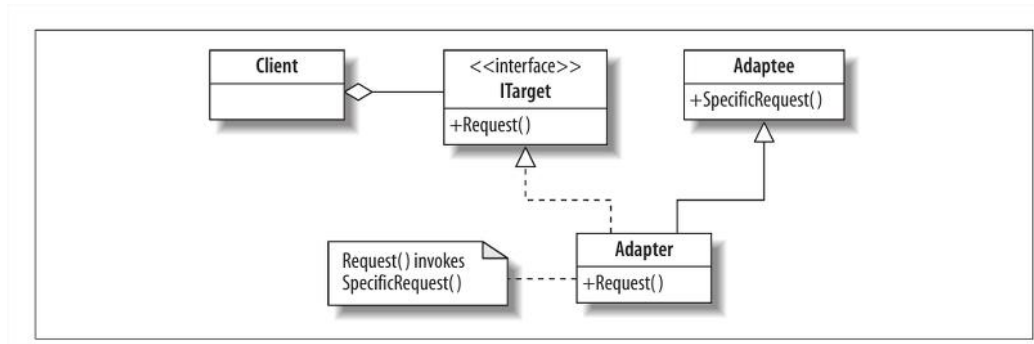 Client
<<interface>>
ITarget
+Request()
Adaptee
+SpecificRequest()
Request() invokes
SpecificRequest()
Adapter
+Request()